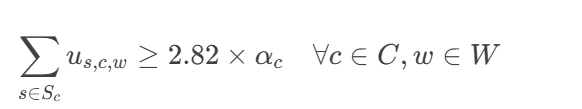 ∑_{s∈S_c} u_{s,c,w} ≥ 2.82 × α_c ∀c ∈ C, w ∈ W